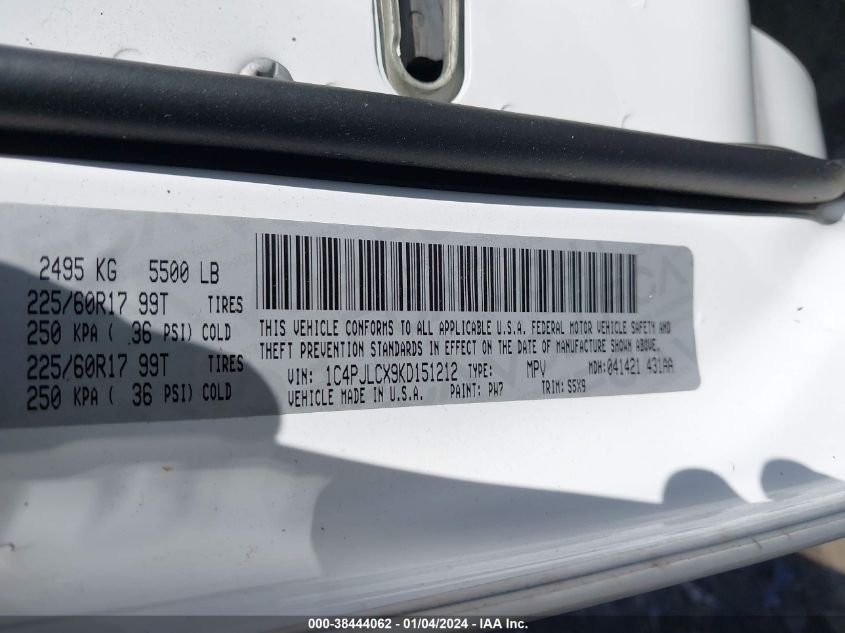 2495 KG 5500 LB
225/60R17 99T TIRES
250 KPA ( 36 PSI) COLD
225/60R17 99T TIRES
250 KPA ( 36 PSI) COLD
THIS VEHICLE CONFORMS TO ALL APPLICABLE U.S.A. FEDERAL MOTOR VEHICLE SAFETY AND
THEFT PREVENTION STANDARDS IN EFFECT ON THE DATE OF MANUFACTURE SHOWN ABOVE.
VIN: 1C4PJLCX9KD151212 TYPE: MPV MDH:041421 431AA
VEHICLE MADE IN U.S.A. PAINT: PW7 TRIM: S5X9
000-38444062 - 01/04/2024 - IAA Inc.